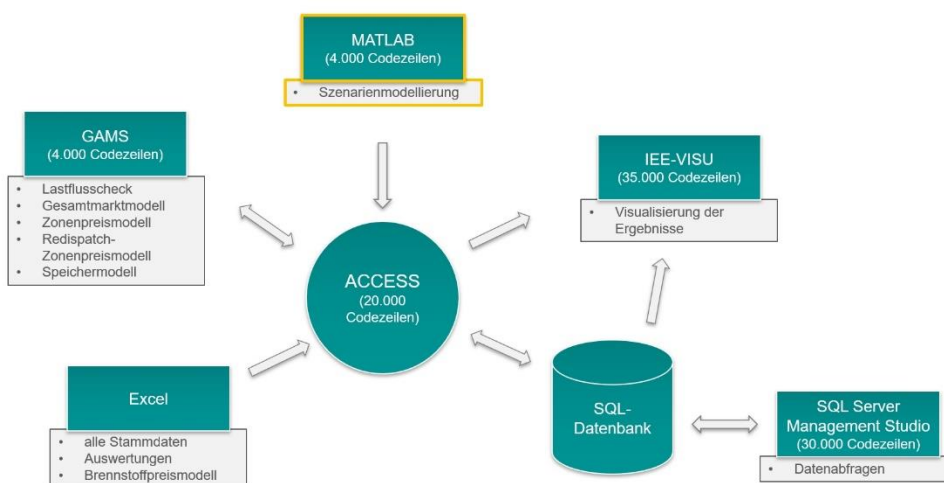 MATLAB
(4.000 Codezeilen)
• Szenarienmodellierung
GAMS
(4.000 Codezeilen)
• Lastflusscheck
• Gesamtmarktmodell
• Zonenpreismodell
• Redispatch-
Zonenpreismodell
• Speichermodell
IEE-VISU
(35.000 Codezeilen)
• Visualisierung der
Ergebnisse
ACCESS
(20.000
Codezeilen)
Excel
• alle Stammdaten
• Auswertungen
• Brennstoffpreismodell
SQL-
Datenbank
SQL Server
Management Studio
(30.000 Codezeilen)
• Datenabfragen